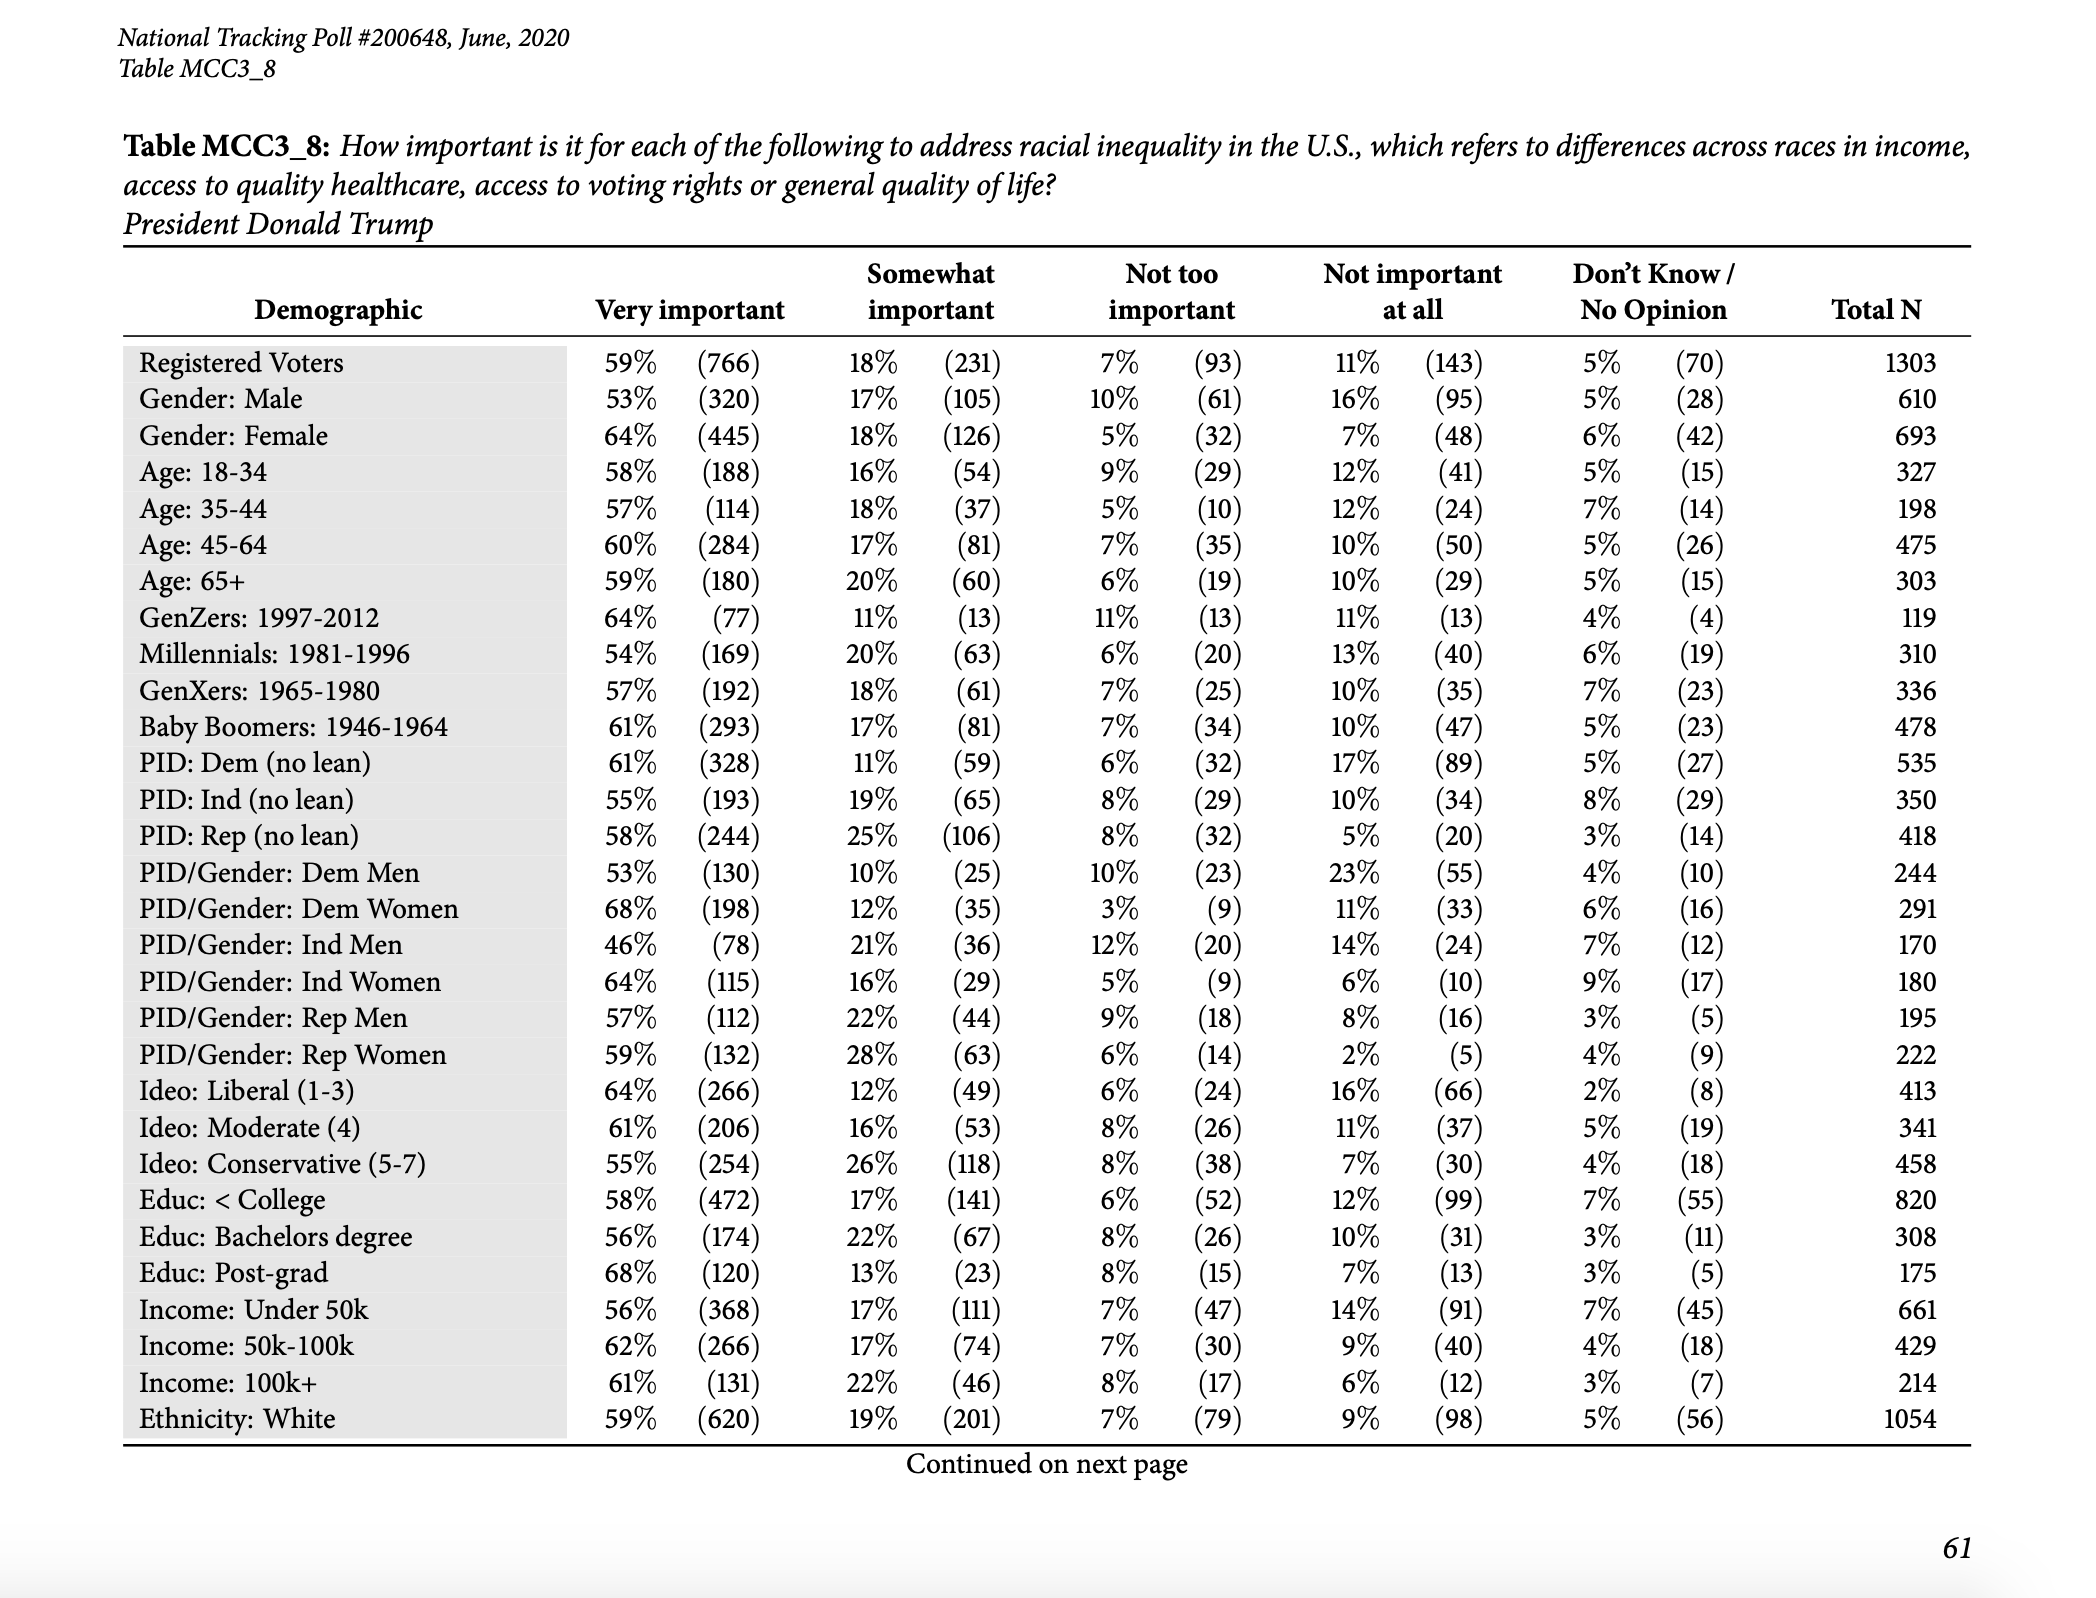 National Tracking Poll #200648, June, 2020
Table MCC3_8
Table MCC3_8: How important is it for each of the following to address racial inequality in the U.S., which refers to differences across races in income,
access to quality healthcare, access to voting rights or general quality of life?
President Donald Trump
Demographic Very important Somewhat important Not too important Not important at all Don’t Know / No Opinion Total N
Registered Voters 59% (766) 18% (231) 7% (93) 11% (143) 5% (70) 1303
Gender: Male 53% (320) 17% (105) 10% (61) 16% (95) 5% (28) 610
Gender: Female 64% (445) 18% (126) 5% (32) 7% (48) 6% (42) 693
Age: 18-34 58% (188) 16% (54) 9% (29) 12% (41) 5% (15) 327
Age: 35-44 57% (114) 18% (37) 5% (10) 12% (24) 7% (14) 198
Age: 45-64 60% (284) 17% (81) 7% (35) 10% (50) 5% (26) 475
Age: 65+ 59% (180) 20% (60) 6% (19) 10% (29) 5% (15) 303
GenZers: 1997-2012 64% (77) 11% (13) 11% (13) 11% (13) 4% (4) 119
Millennials: 1981-1996 54% (169) 20% (63) 6% (20) 13% (40) 6% (19) 310
GenXers: 1965-1980 57% (192) 18% (61) 7% (25) 10% (35) 7% (23) 336
Baby Boomers: 1946-1964 61% (293) 17% (81) 7% (34) 10% (47) 5% (23) 478
PID: Dem (no lean) 61% (328) 11% (59) 6% (32) 17% (89) 5% (27) 535
PID: Ind (no lean) 55% (193) 19% (65) 8% (29) 10% (34) 8% (29) 350
PID: Rep (no lean) 58% (244) 25% (106) 8% (32) 5% (20) 3% (14) 418
PID/Gender: Dem Men 53% (130) 10% (25) 10% (23) 23% (55) 4% (10) 244
PID/Gender: Dem Women 68% (198) 12% (35) 3% (9) 11% (33) 6% (16) 291
PID/Gender: Ind Men 46% (78) 21% (36) 12% (20) 14% (24) 7% (12) 170
PID/Gender: Ind Women 64% (115) 16% (29) 5% (9) 6% (10) 9% (17) 180
PID/Gender: Rep Men 57% (112) 22% (44) 9% (18) 8% (16) 3% (5) 195
PID/Gender: Rep Women 59% (132) 28% (63) 6% (14) 2% (5) 4% (9) 222
Ideo: Liberal (1-3) 64% (266) 12% (49) 6% (24) 16% (66) 2% (8) 413
Ideo: Moderate (4) 61% (206) 16% (53) 8% (26) 11% (37) 5% (19) 341
Ideo: Conservative (5-7) 55% (254) 26% (118) 8% (38) 7% (30) 4% (18) 458
Educ: < College 58% (472) 17% (141) 6% (52) 12% (99) 7% (55) 820
Educ: Bachelors degree 56% (174) 22% (67) 8% (26) 10% (31) 3% (11) 308
Educ: Post-grad 68% (120) 13% (23) 8% (15) 7% (13) 3% (5) 175
Income: Under 50k 56% (368) 17% (111) 7% (47) 14% (91) 7% (45) 661
Income: 50k-100k 62% (266) 17% (74) 7% (30) 9% (40) 4% (18) 429
Income: 100k+ 61% (131) 22% (46) 8% (17) 6% (12) 3% (7) 214
Ethnicity: White 59% (620) 19% (201) 7% (79) 9% (98) 5% (56) 1054
Continued on next page
61